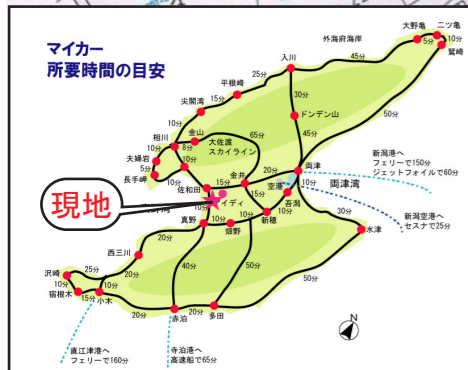 マイカー
所要時間の目安
外海府海岸
大野亀
二ツ亀
5分
10分
鷲崎
入川
45分
25分
平根崎
15分
尖閣湾
10分
30分
ドンデン山
50分
45分
金山
相川
8分
大佐渡
スカイライン
65分
夫婦岩
10分
5分
長手岬
10分
10分
佐和田
15分
金井
20分
両津
両津湾
新潟港へ
フェリーで150分
ジェットフォイルで60分
空港
15分
10分
吾潟
新潟空港へ
セスナで25分
現地
イディ
10分
真野
10分
畑野
10分
新穂
30分
水津
西三川
20分
40分
50分
50分
沢崎
25分
20分
10分
宿根木
15分
小木
10分
20分
赤泊
20分
多田
直江津港へ
フェリーで160分
寺泊港へ
高速船で65分
N